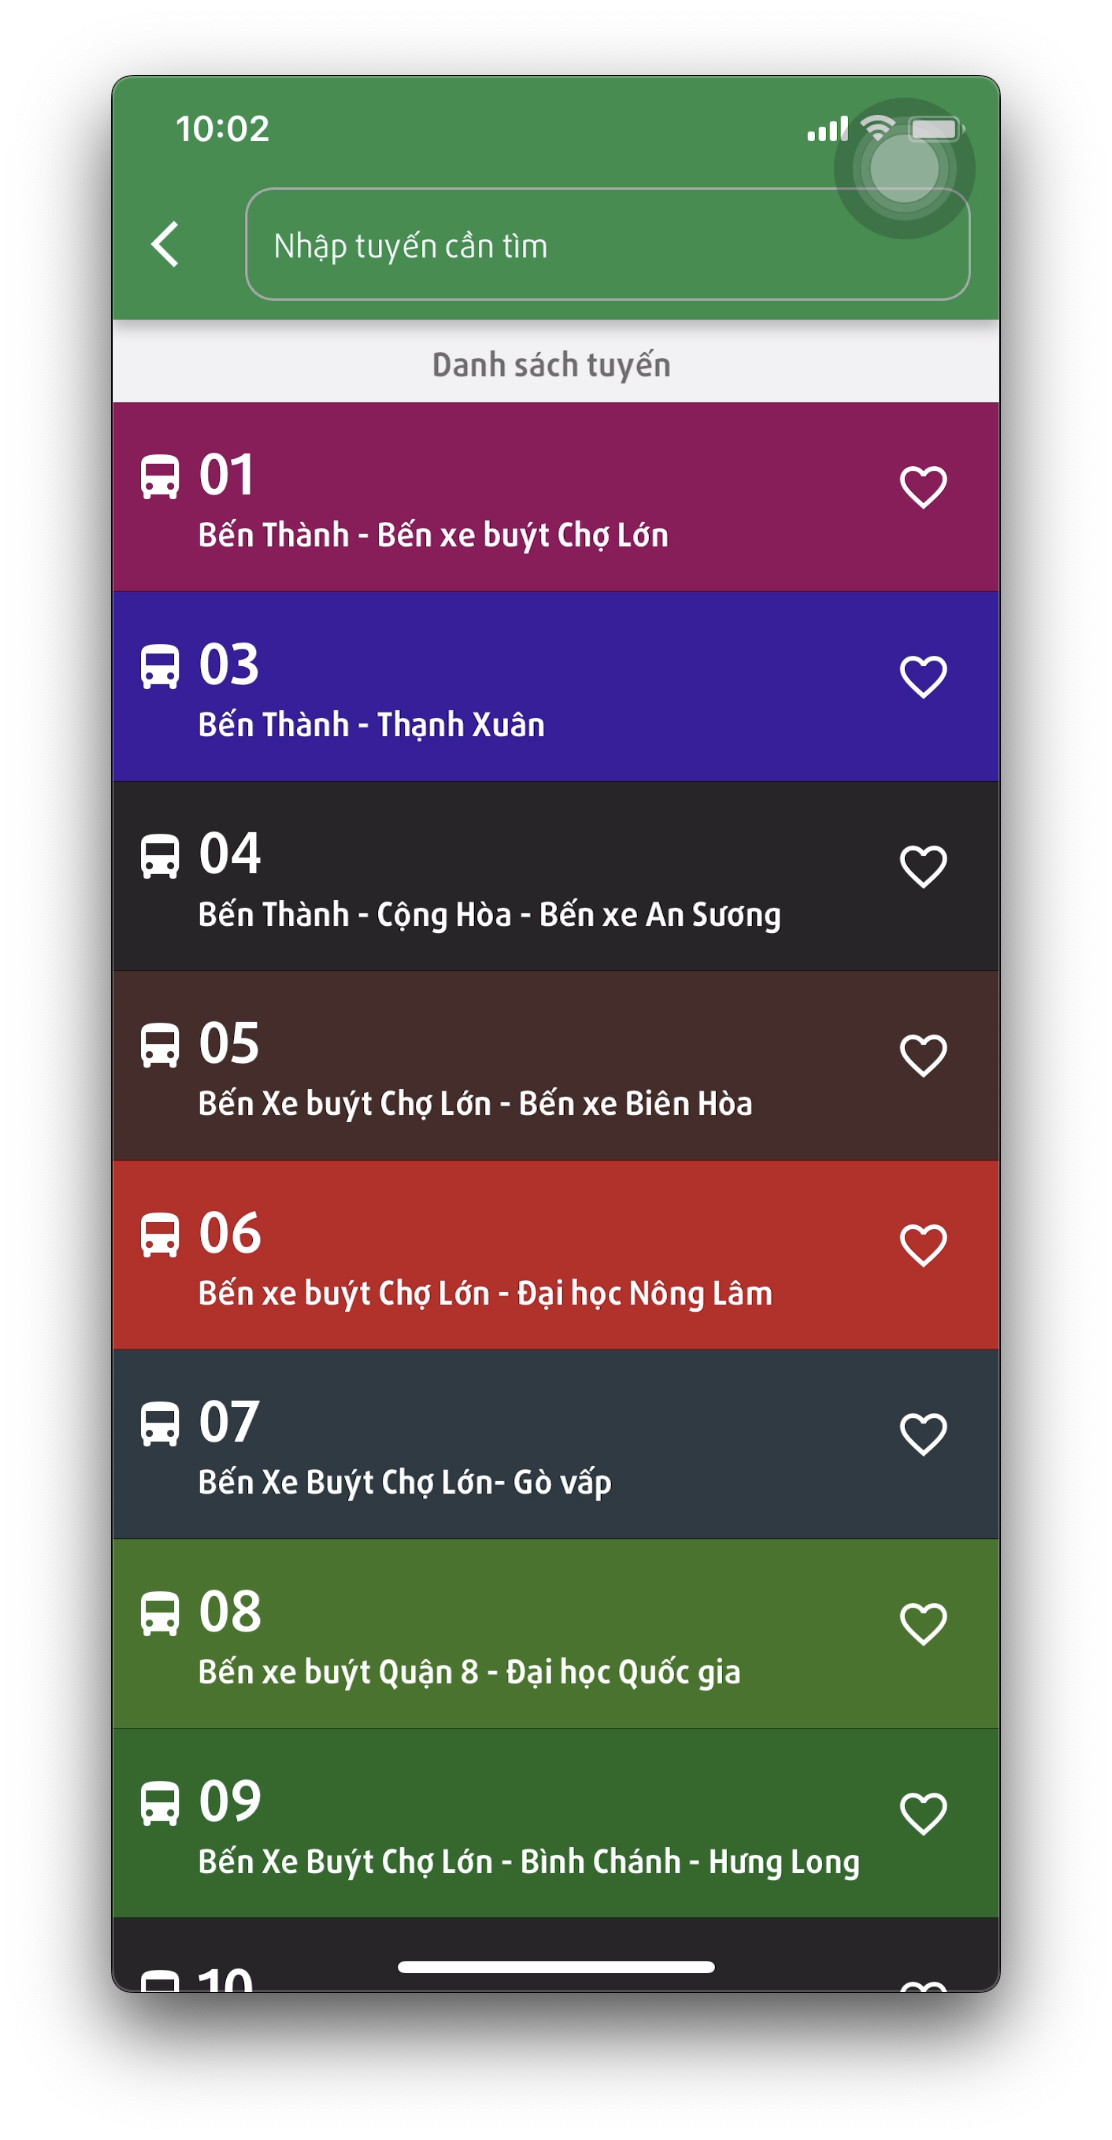 10:02
Nhập tuyến cần tìm
Danh sách tuyến
01
Bến Thành - Bến xe buýt Chợ Lớn
03
Bến Thành - Thạnh Xuân
04
Bến Thành - Cộng Hòa - Bến xe An Sương
05
Bến Xe buýt Chợ Lớn - Bến xe Biên Hòa
06
Bến xe buýt Chợ Lớn - Đại học Nông Lâm
07
Bến Xe Buýt Chợ Lớn- Gò vấp
08
Bến xe buýt Quận 8 - Đại học Quốc gia
09
Bến Xe Buýt Chợ Lớn - Bình Chánh - Hưng Long
10